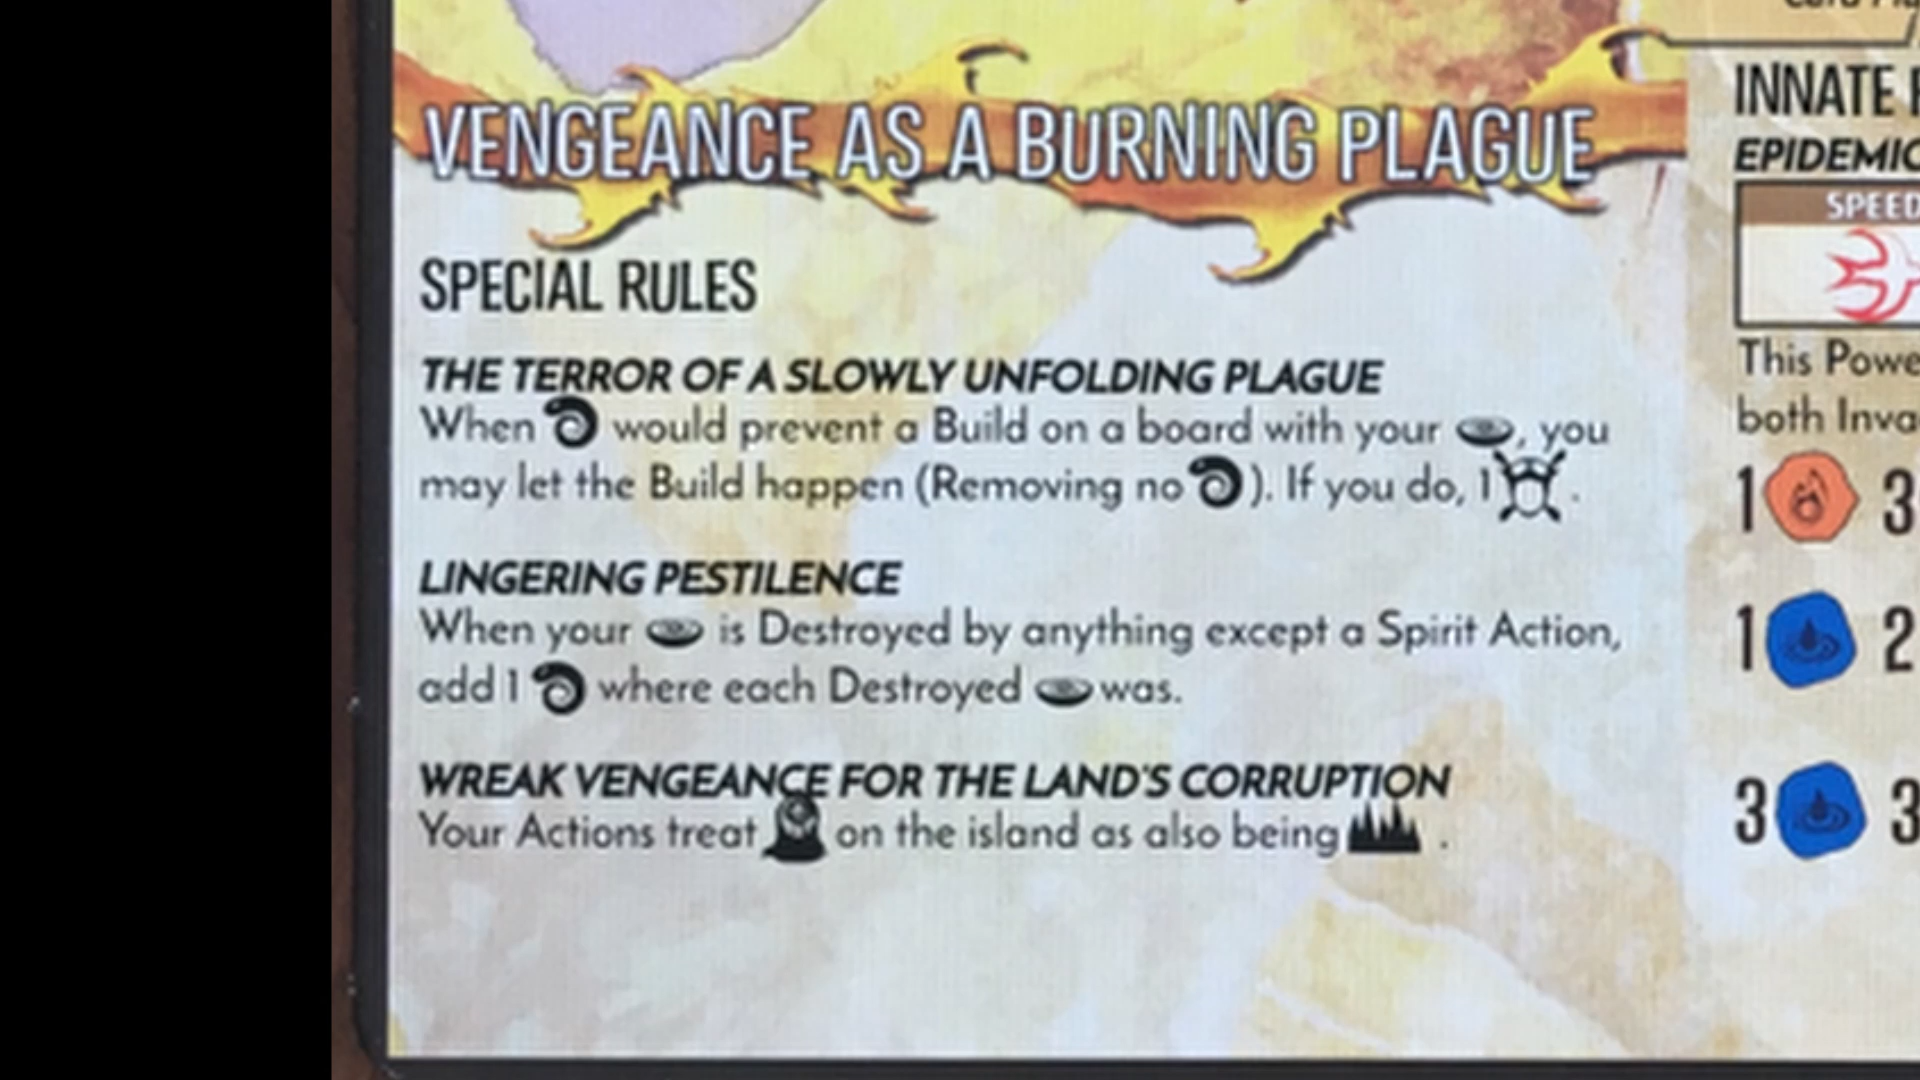 VENGEANCE AS A BURNING PLAGUE
SPECIAL RULES
THE TERROR OF A SLOWLY UNFOLDING PLAGUE
When would prevent a Build on a board with your , you
may let the Build happen (Removing no ). If you do, 1 .
LINGERING PESTILENCE
When your is Destroyed by anything except a Spirit Action,
add 1 where each Destroyed was.
WREAK VENGEANCE FOR THE LAND'S CORRUPTION
Your Actions treat on the island as also being .
INNATE
EPIDEMIC
SPEED
This
both
1 3
1 2
3 3